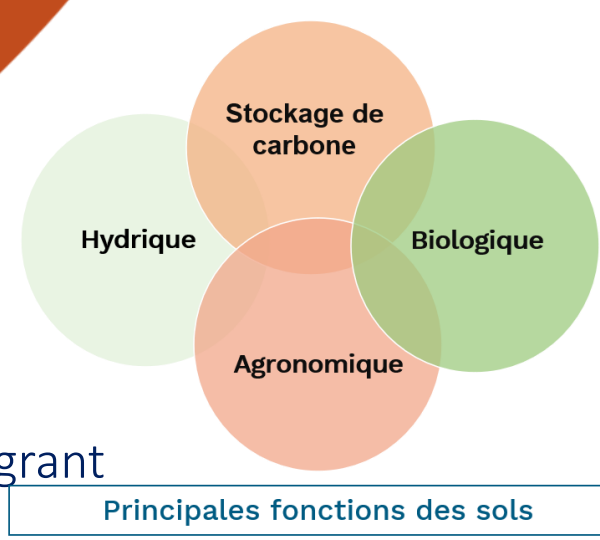 Stockage de
carbone
Hydrique
Biologique
Agronomique
grant
Principales fonctions des sols